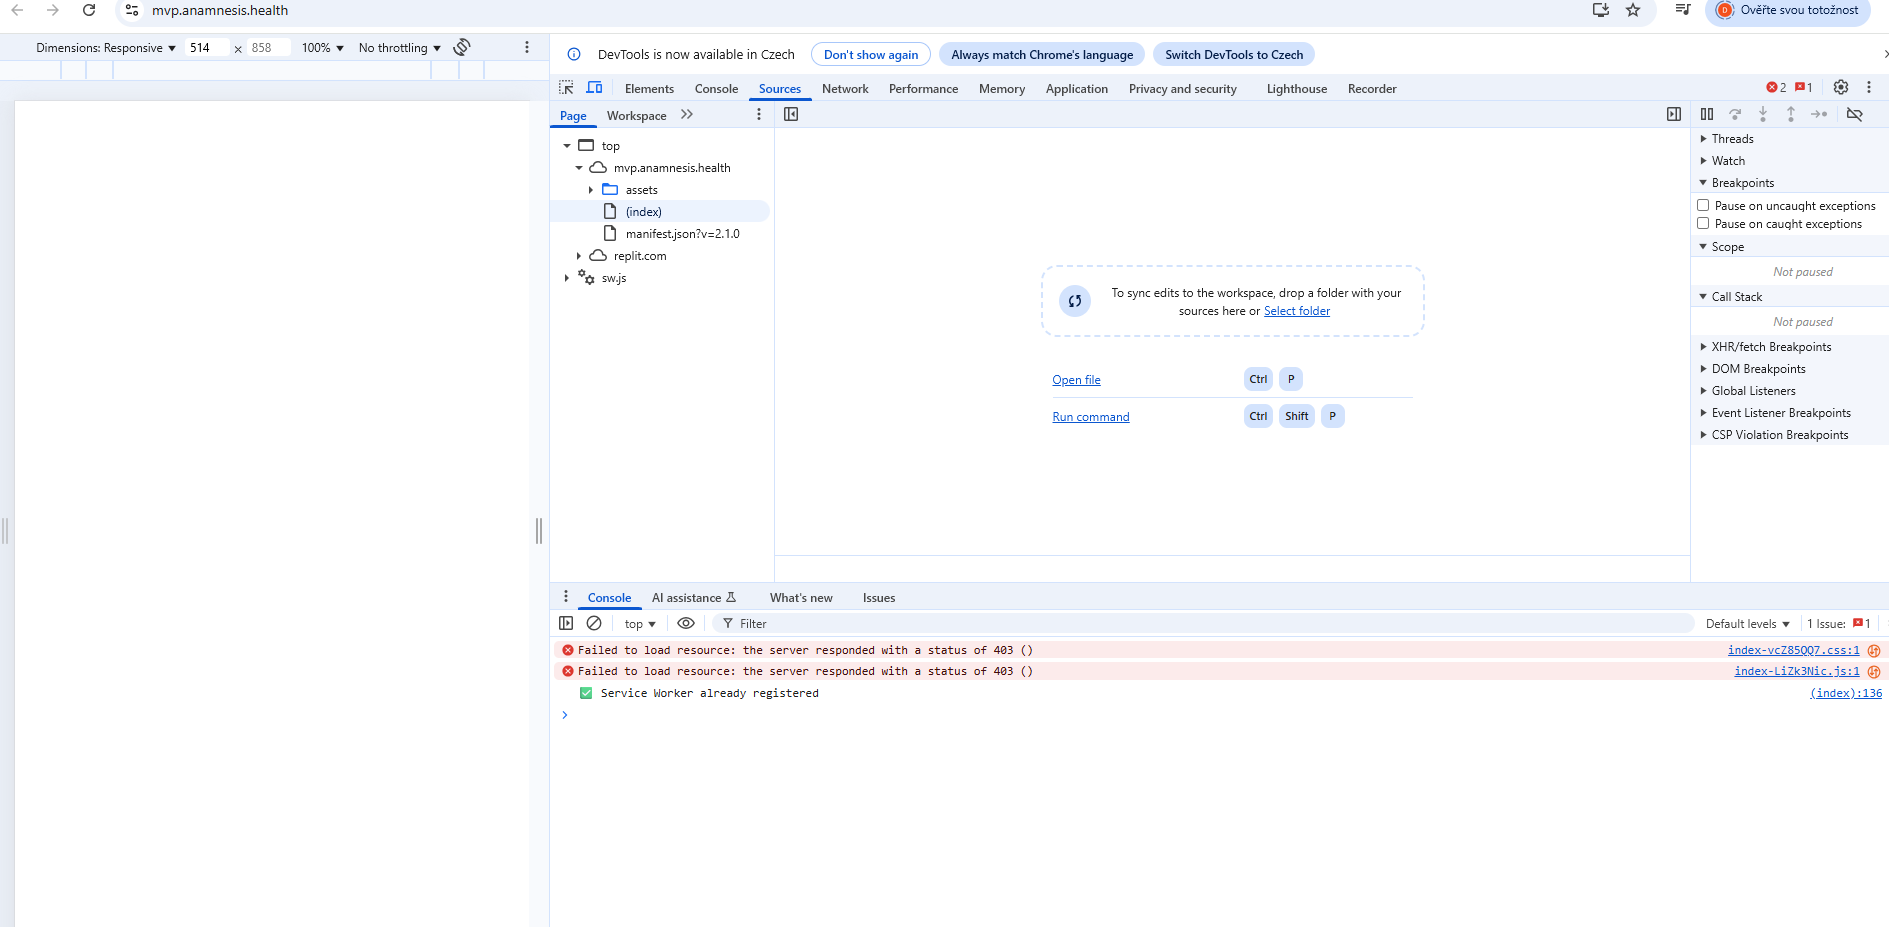 mvp.anamnesis.health
Ověřte svou totožnost
Dimensions: Responsive 514 × 858 100% No throttling
DevTools is now available in Czech Don't show again Always match Chrome's language Switch DevTools to Czech
Elements Console Sources Network Performance Memory Application Privacy and security Lighthouse Recorder 2 1
Page Workspace
top
mvp.anamnesis.health
assets
(index)
manifest.json?v=2.1.0
replit.com
sw.js
To sync edits to the workspace, drop a folder with your
sources here or Select folder
Open file Ctrl P
Run command Ctrl Shift P
Threads
Watch
Breakpoints
Pause on uncaught exceptions
Pause on caught exceptions
Scope
Not paused
Call Stack
Not paused
XHR/fetch Breakpoints
DOM Breakpoints
Global Listeners
Event Listener Breakpoints
CSP Violation Breakpoints
Console AI assistance What's new Issues
top Filter Default levels 1 Issue: 1
Failed to load resource: the server responded with a status of 403 () index-vcZ85QQ7.css:1
Failed to load resource: the server responded with a status of 403 () index-LiZk3Nic.js:1
Service Worker already registered (index):136